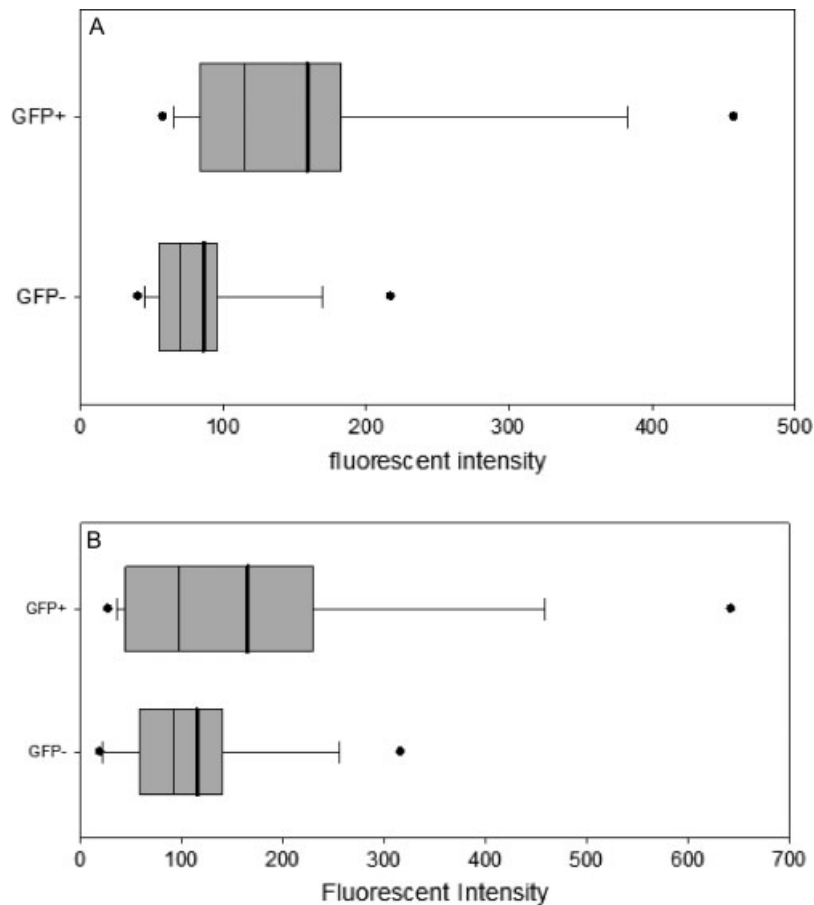 A
GFP+
GFP-
0 100 200 300 400 500
fluorescent intensity
B
GFP+
GFP-
0 100 200 300 400 500 600 700
Fluorescent Intensity